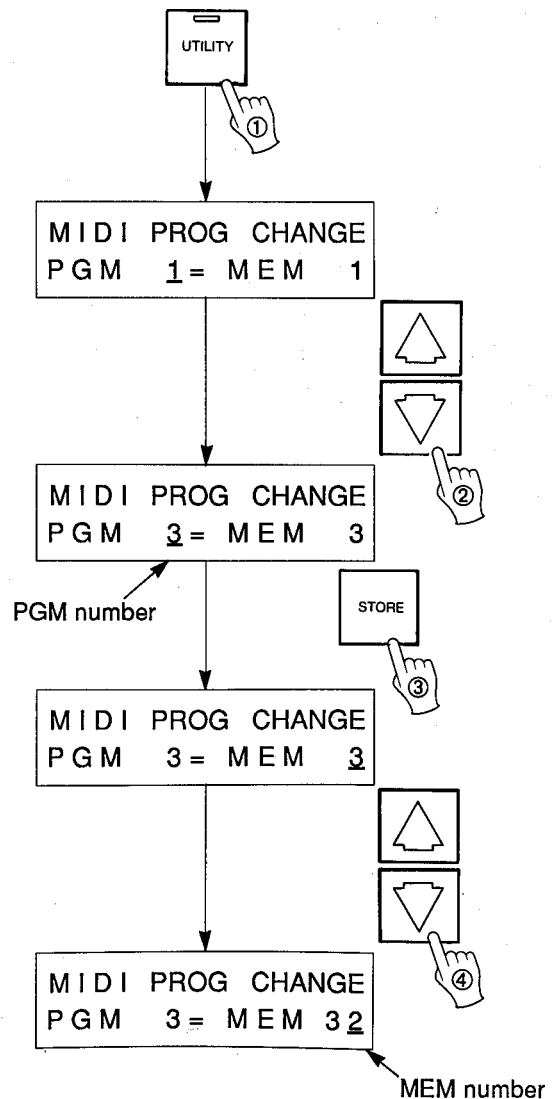 UTILITY
①
MIDI PROG CHANGE
PGM 1 = MEM 1
②
MIDI PROG CHANGE
PGM 3 = MEM 3
PGM number
STORE
③
MIDI PROG CHANGE
PGM 3 = MEM 3
④
MIDI PROG CHANGE
PGM 3 = MEM 32
MEM number